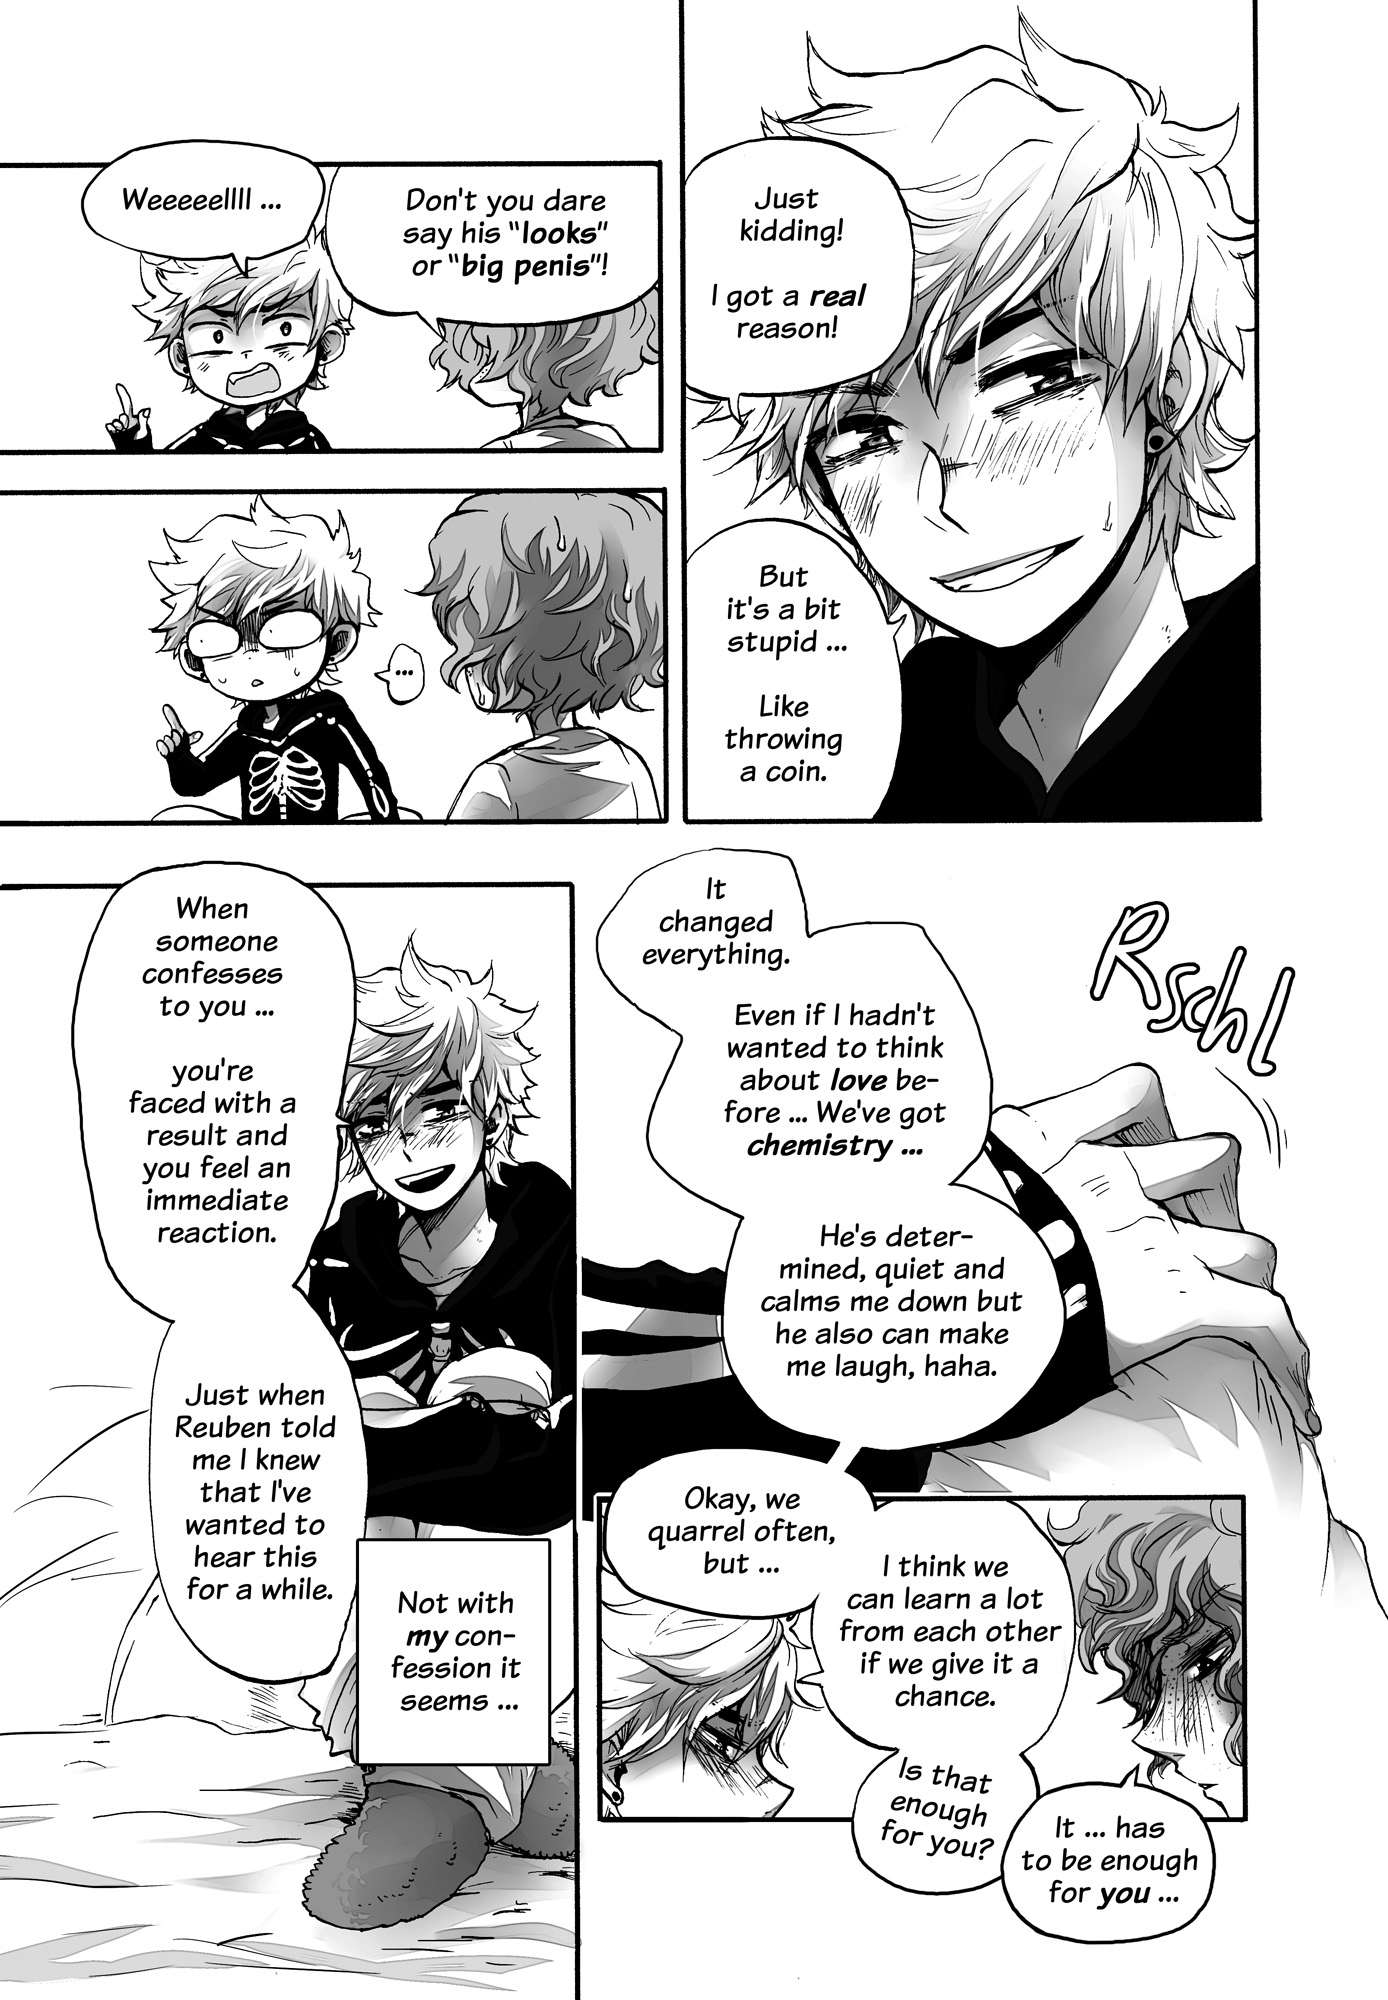 Weeeeellll ...
Don't you dare
say his "looks"
or "big penis"!
...
Just
kidding!
I got a real
reason!
But
it's a bit
stupid ...
Like
throwing
a coin.
When
someone
confesses
to you ...
you're
faced with a
result and
you feel an
immediate
reaction.
Just when
Reuben told
me I knew
that I've
wanted to
hear this
for a while.
Not with
my con-
fession it
seems ...
It
changed
everything.
Even if I hadn't
wanted to think
about love be-
fore ... We've got
chemistry ...
He's deter-
mined, quiet and
calms me down but
he also can make
me laugh, haha.
Rschl
Okay, we
quarrel often,
but ...
I think we
can learn a lot
from each other
if we give it a
chance.
Is that
enough
for you?
It ... has
to be enough
for you ...